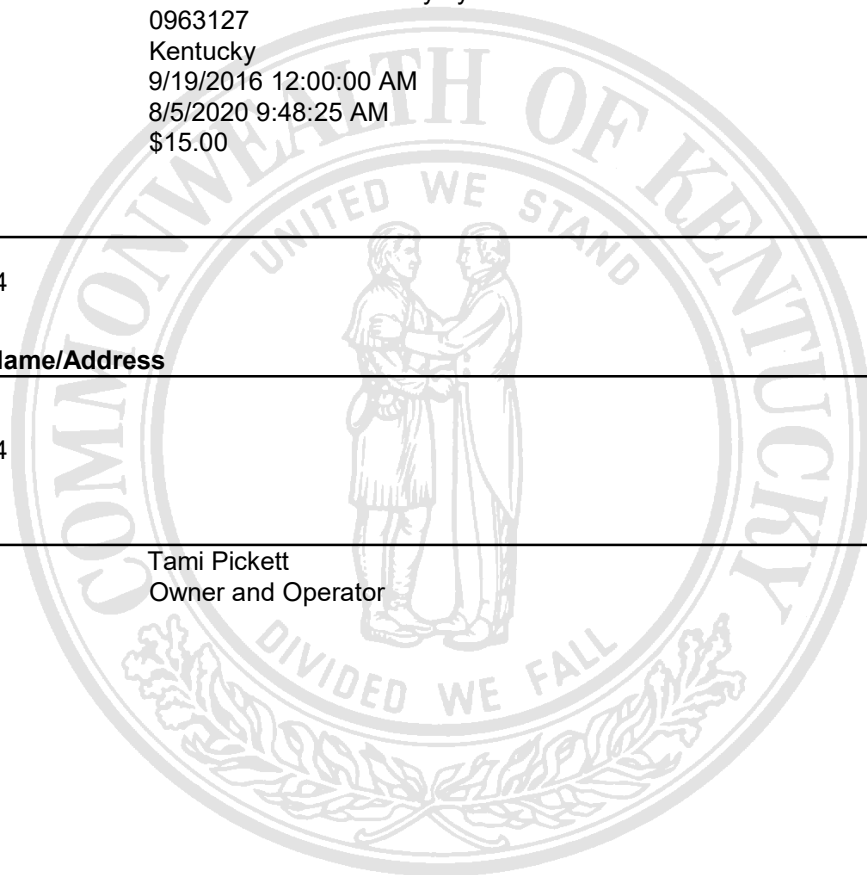 0963127
Kentucky
9/19/2016 12:00:00 AM
8/5/2020 9:48:25 AM
$15.00
COMMONWEALTH OF KENTUCKY
UNITED WE STAND
4
Name/Address
4
Tami Pickett
Owner and Operator
DIVIDED WE FALL